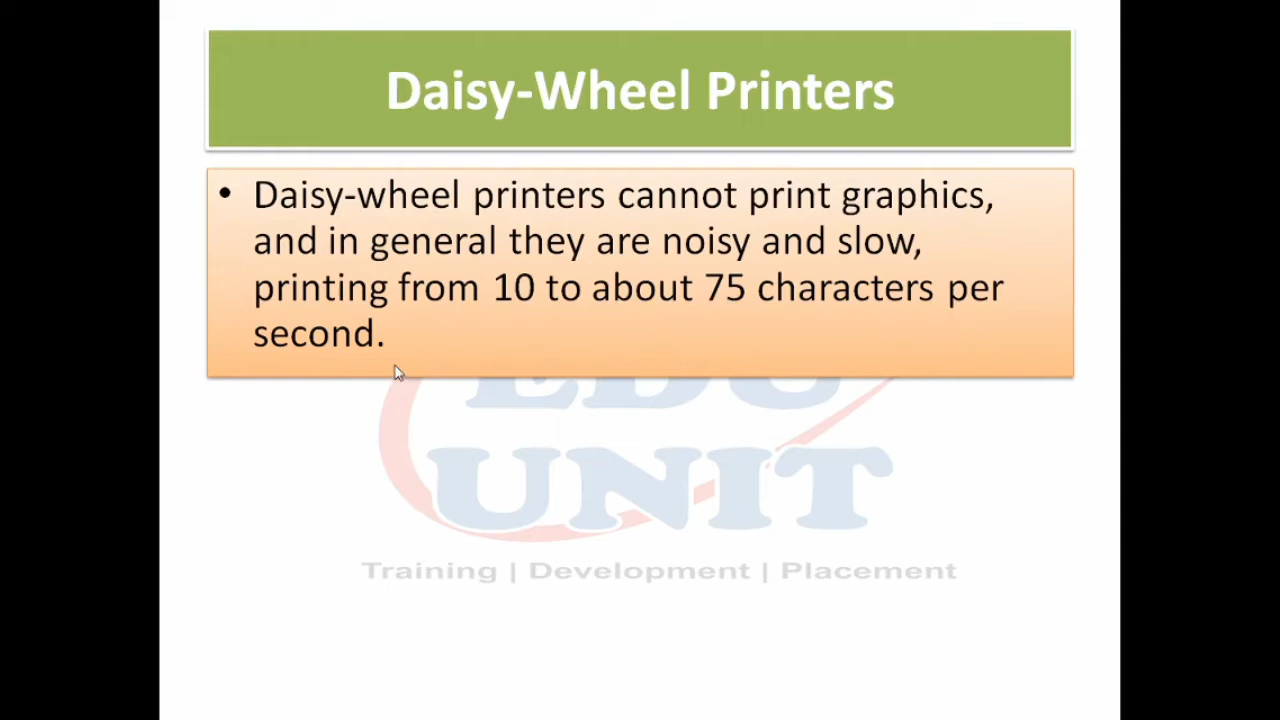 Daisy-Wheel Printers
• Daisy-wheel printers cannot print graphics,
and in general they are noisy and slow,
printing from 10 to about 75 characters per
second.
EDU
UNIT
Training | Development | Placement